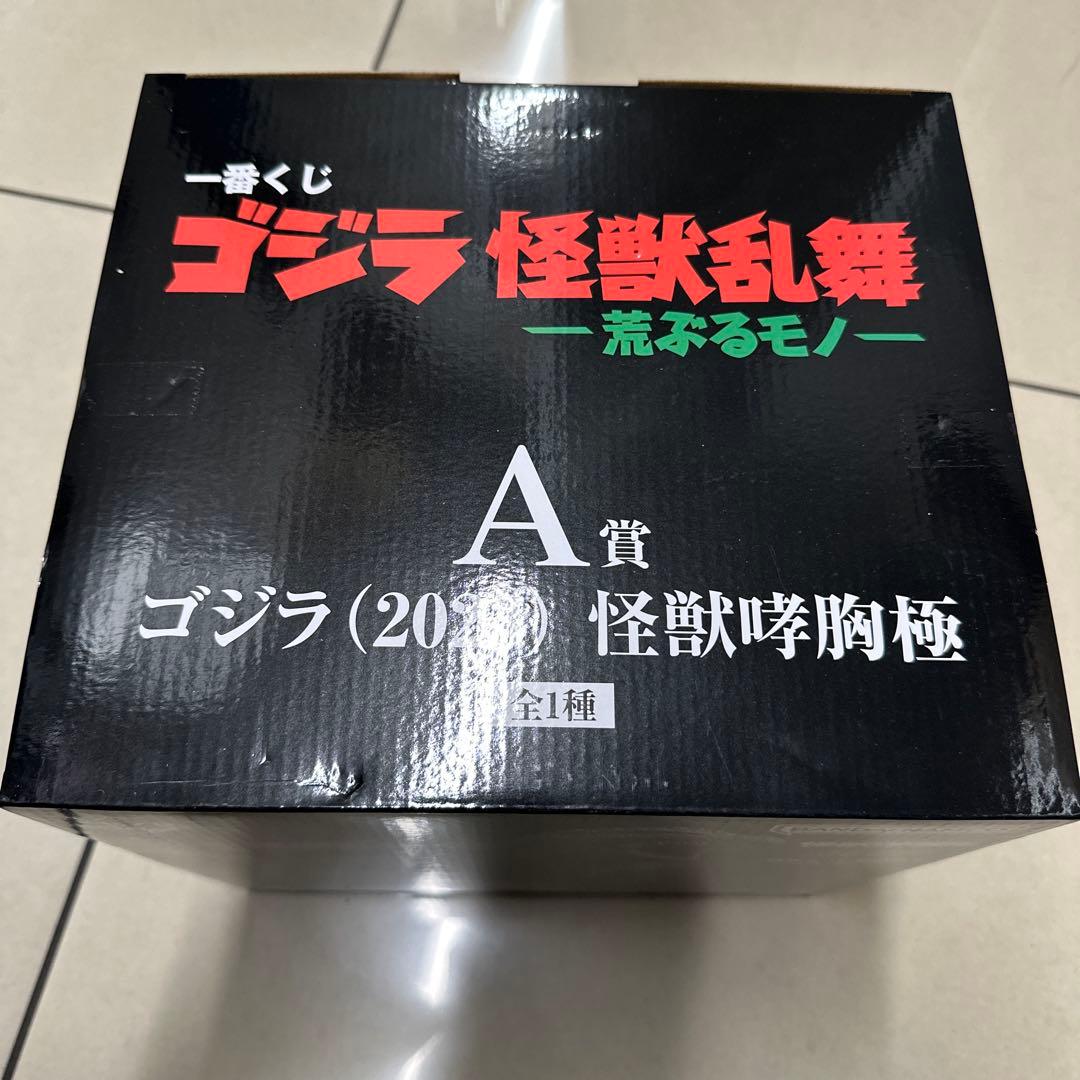 一番くじ
ゴジラ 怪獣乱舞
―荒ぶるモノ―
A賞
ゴジラ 怪獣哮胸極
全1種